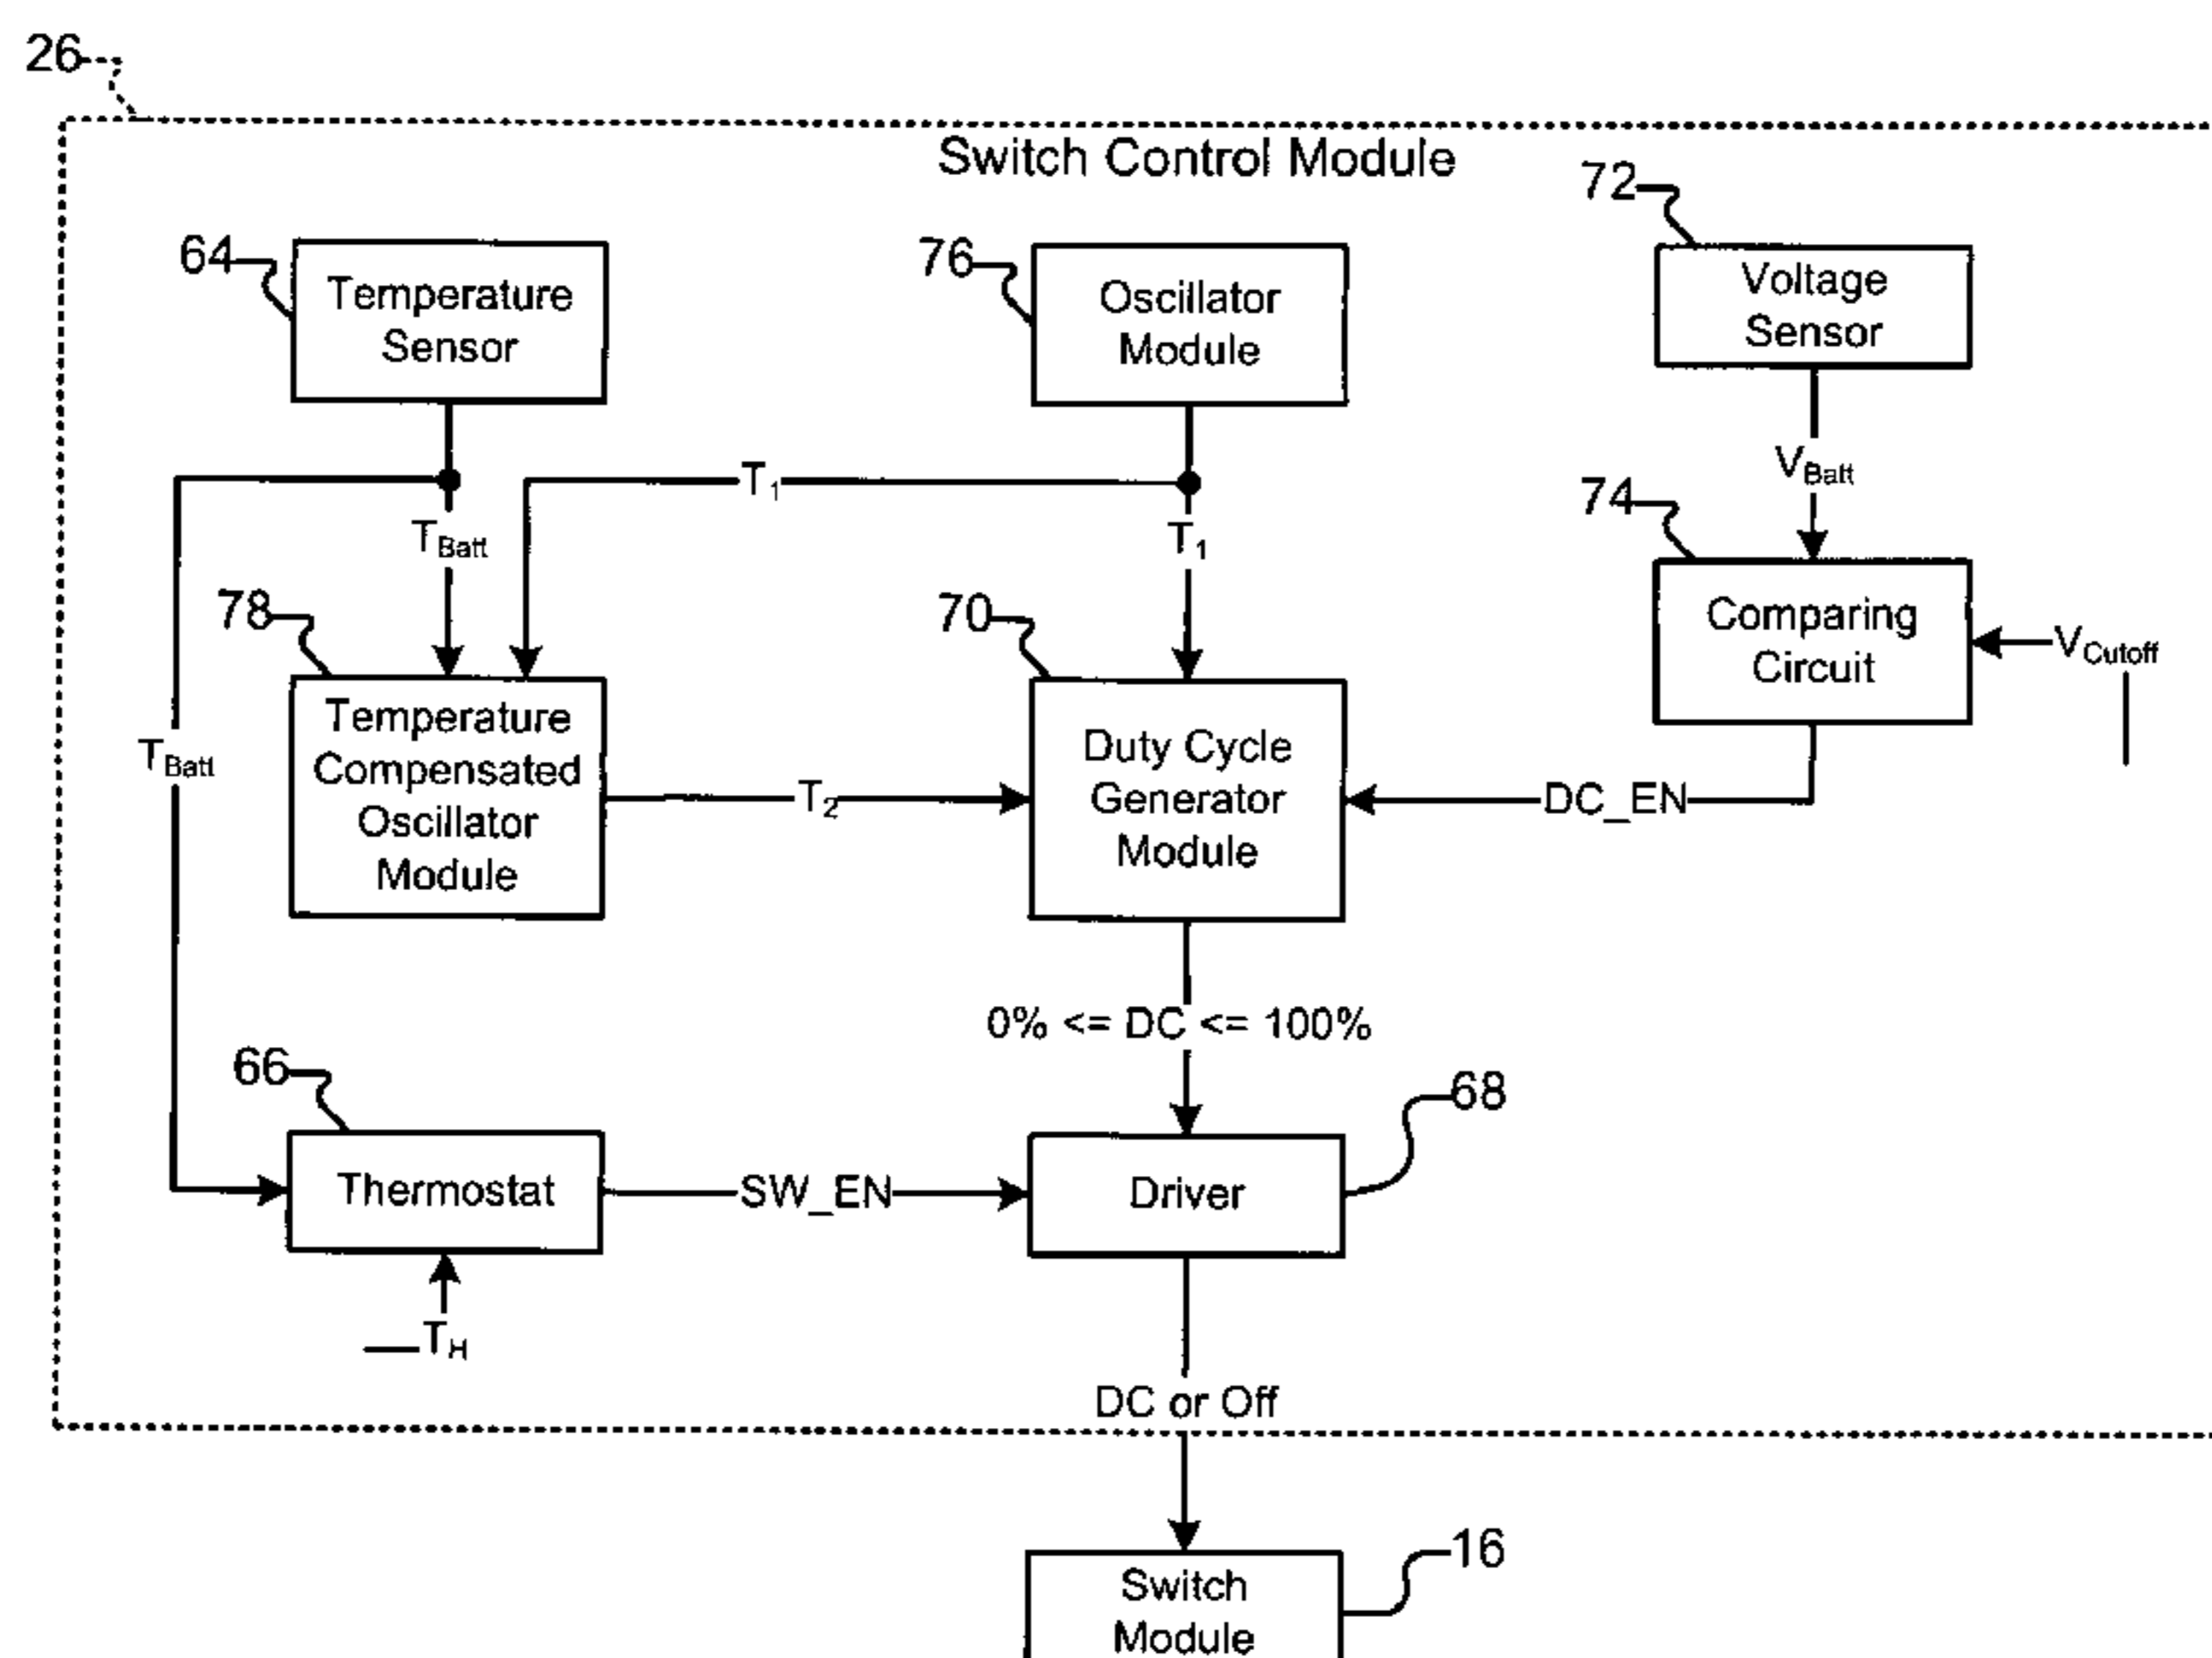 26
Switch Control Module
72
64
76
Temperature
Sensor
Oscillator
Module
Voltage
Sensor
T1
VBatt
74
TBatt
T1
78
70
Comparing
Circuit
VCutoff
Temperature
Compensated
Oscillator
Module
TBatt
T2
Duty Cycle
Generator
Module
DC_EN
0% <= DC <= 100%
66
68
Thermostat
SW_EN
Driver
TH
DC or Off
16
Switch
Module